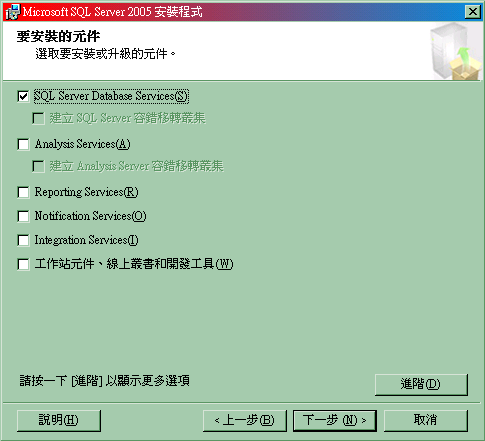 Microsoft SQL Server 2005 安裝程式
要安裝的元件
選取要安裝或升級的元件。
SQL Server Database Services(S)
建立 SQL Server 容錯移轉叢集
Analysis Services(A)
建立 Analysis Server 容錯移轉叢集
Reporting Services(R)
Notification Services(O)
Integration Services(I)
工作站元件、線上叢書和開發工具(W)
請按一下 [進階] 以顯示更多選項
進階(D)
說明(H)
< 上一步(B)
下一步 (N) >
取消